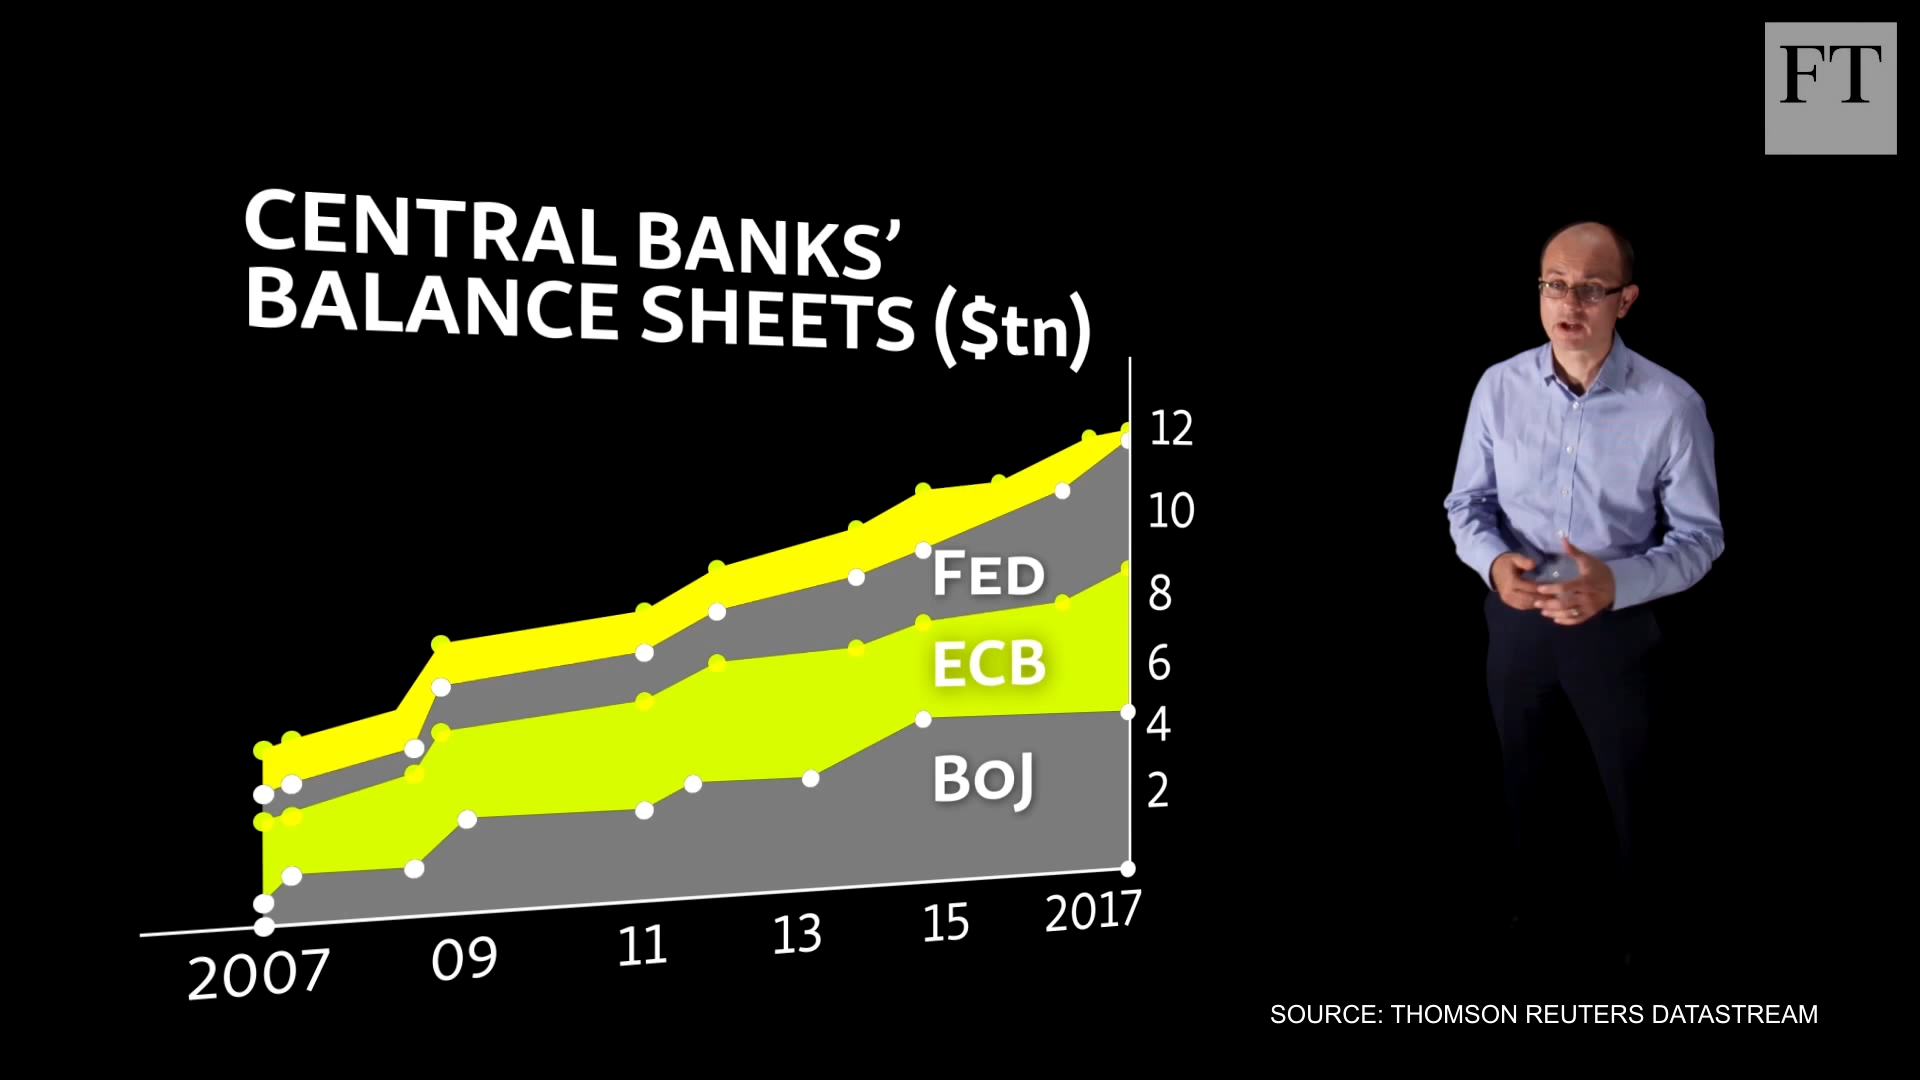 FT
CENTRAL BANKS’
BALANCE SHEETS ($tn)
12
10
FED
8
ECB
6
4
BOJ
2
2007 09 11 13 15 2017
SOURCE: THOMSON REUTERS DATASTREAM